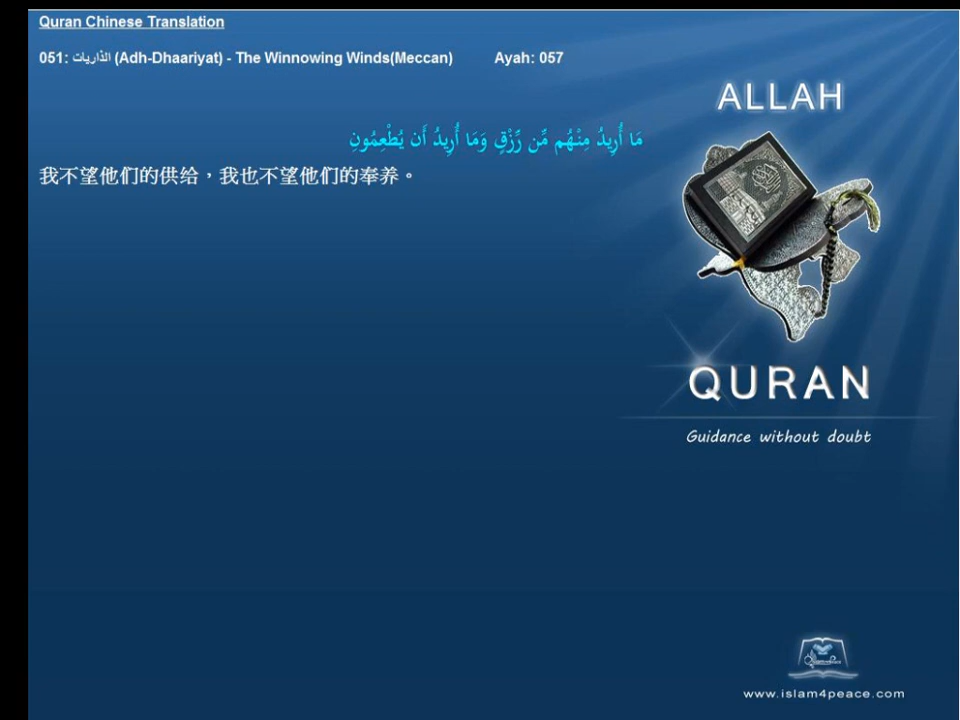 Quran Chinese Translation
051: الذاريات (Adh-Dhaariyat) - The Winnowing Winds(Meccan) Ayah: 057
ALLAH
مَا أُرِيدُ مِنْهُم مِّن رِّزْقٍ وَمَا أُرِيدُ أَن يُطْعِمُونِ
我不望他们的供给，我也不望他们的奉养。
QURAN
Guidance without doubt
www.islam4peace.com